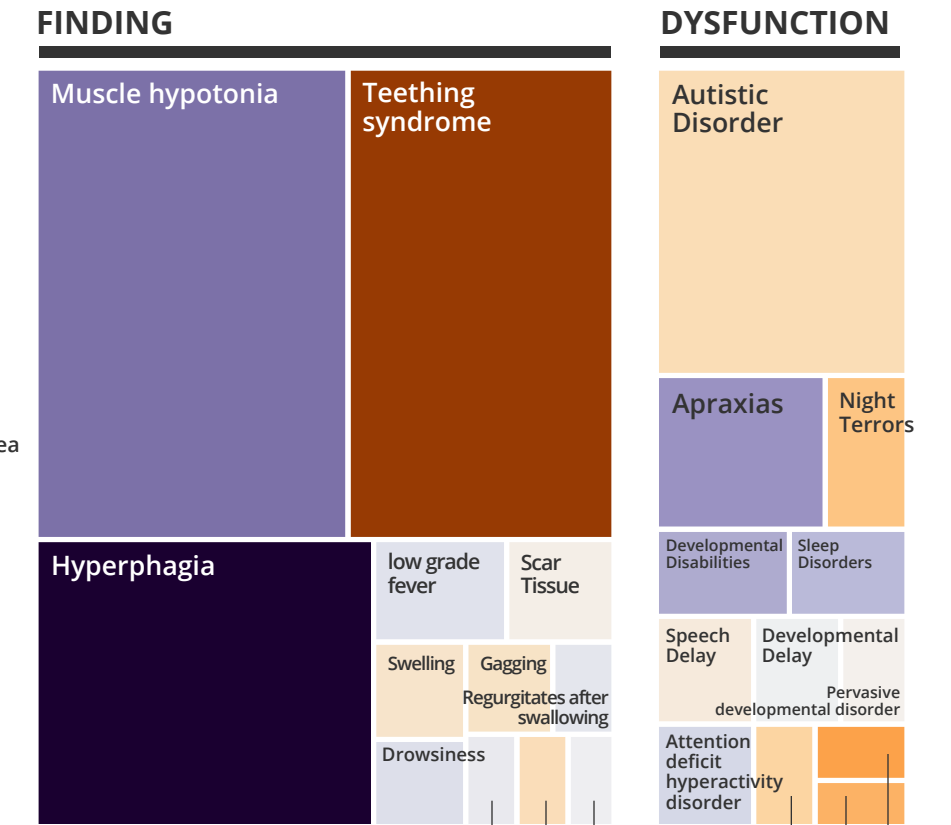 FINDING
DYSFUNCTION
Muscle hypotonia
Teething
syndrome
Autistic
Disorder
Apraxias
Night
Terrors
ea
Developmental
Disabilities
Sleep
Disorders
Hyperphagia
low grade
fever
Scar
Tissue
Speech
Delay
Developmental
Delay
Swelling
Gagging
Regurgitates after
swallowing
Pervasive
developmental disorder
Drowsiness
Attention
deficit
hyperactivity
disorder